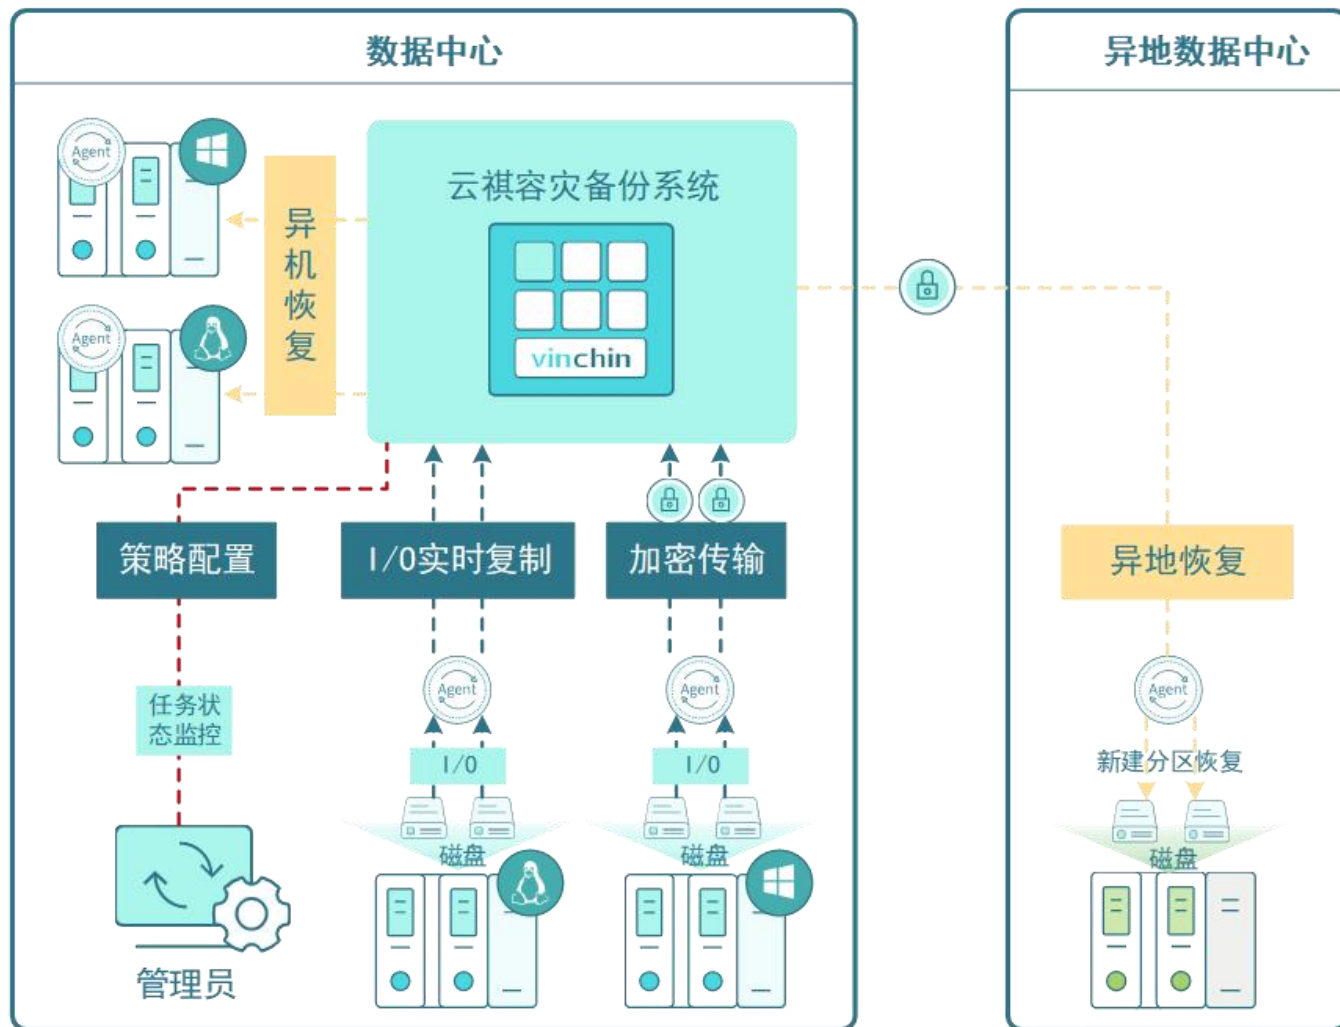 数据中心
异地数据中心
Agent
云祺容灾备份系统
异
机
恢
复
Agent
vinchin
策略配置
I/O实时复制
加密传输
异地恢复
任务状
态监控
Agent
Agent
Agent
I/O
I/O
新建分区恢复
磁盘
磁盘
磁盘
管理员